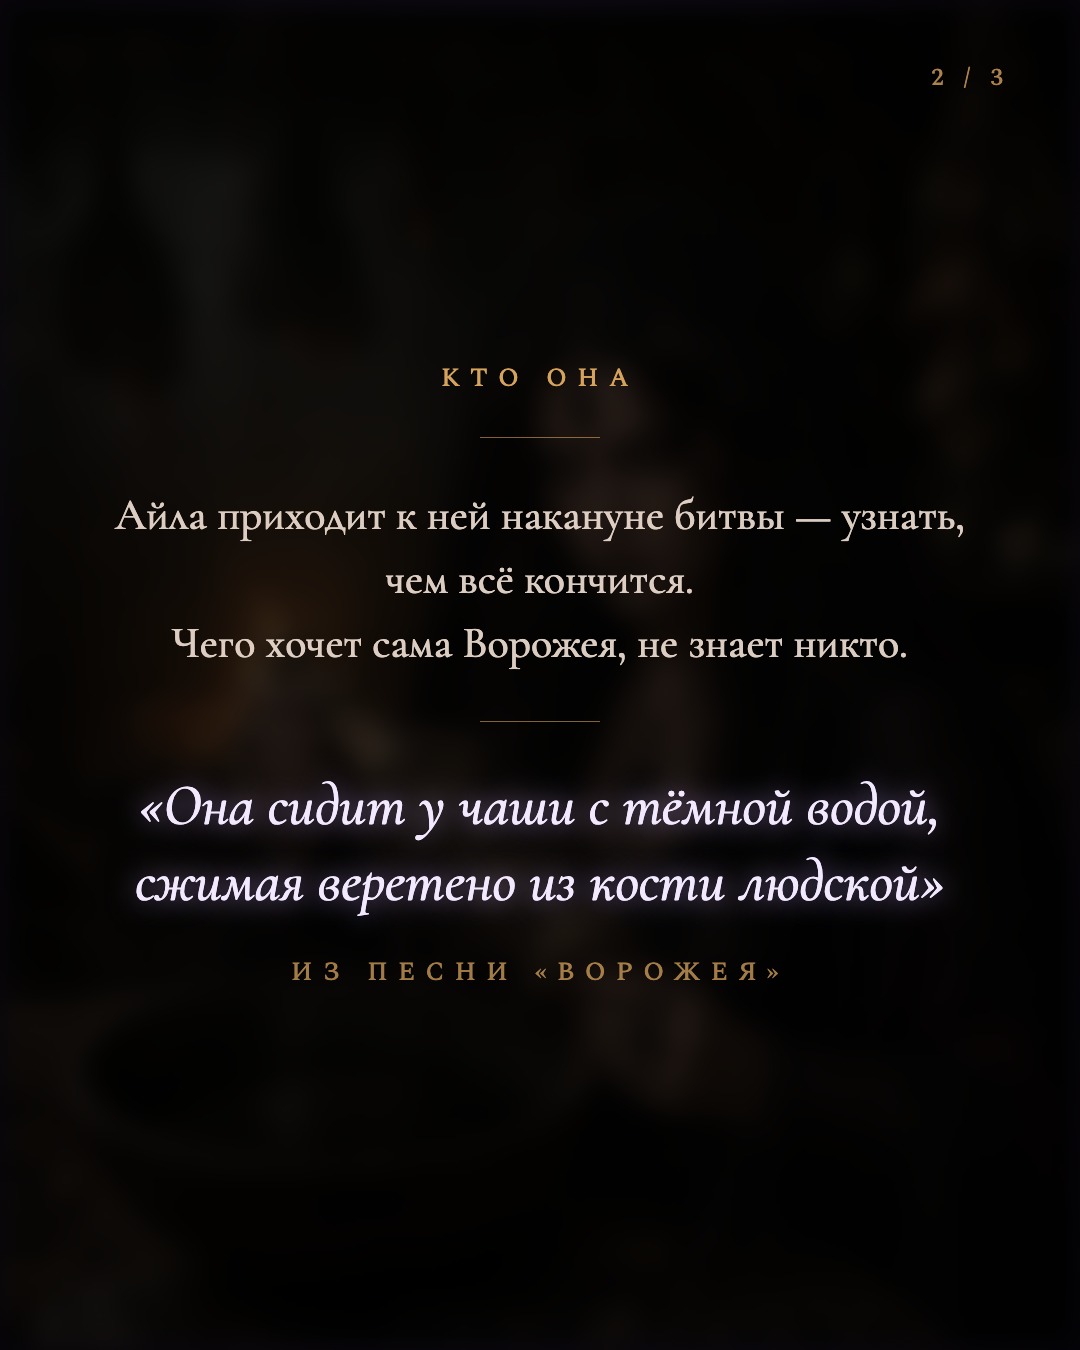 2 / 3
КТО ОНА
Айла приходит к ней накануне битвы — узнать,
чем всё кончится.
Чего хочет сама Ворожея, не знает никто.
«Она сидит у чаши с тёмной водой,
сжимая веретено из кости людской»
ИЗ ПЕСНИ «ВОРОЖЕЯ»